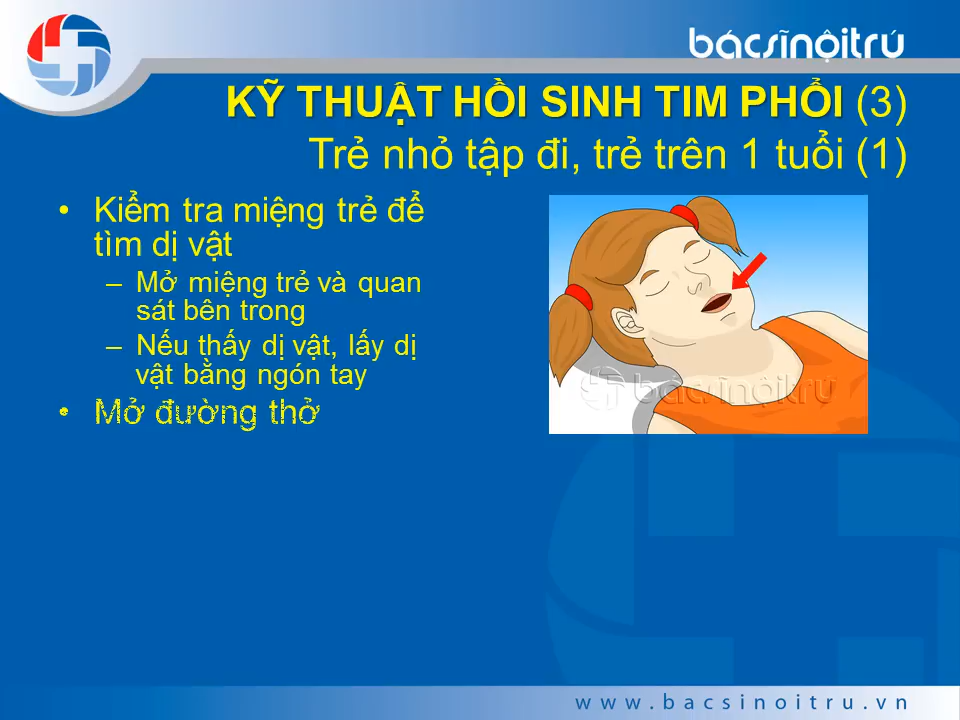 bácsĩnộitrú
KỸ THUẬT HỒI SINH TIM PHỔI (3)
Trẻ nhỏ tập đi, trẻ trên 1 tuổi (1)
• Kiểm tra miệng trẻ để
tìm dị vật
– Mở miệng trẻ và quan
sát bên trong
– Nếu thấy dị vật, lấy dị
vật bằng ngón tay
• Mở đường thở
bácsĩnộitrú
www.bacsinoitru.vn